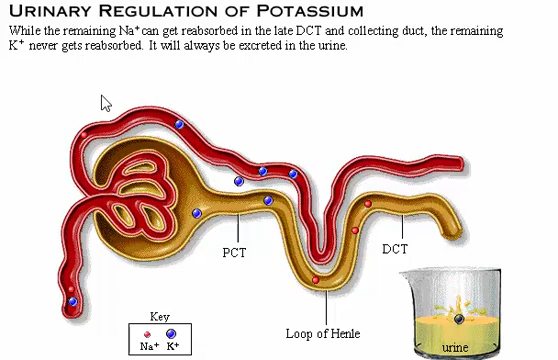 URINARY REGULATION OF POTASSIUM
While the remaining Na+can get reabsorbed in the late DCT and collecting duct, the remaining
K+ never gets reabsorbed. It will always be excreted in the urine.
PCT
DCT
Loop of Henle
Key
Na+ K+
urine